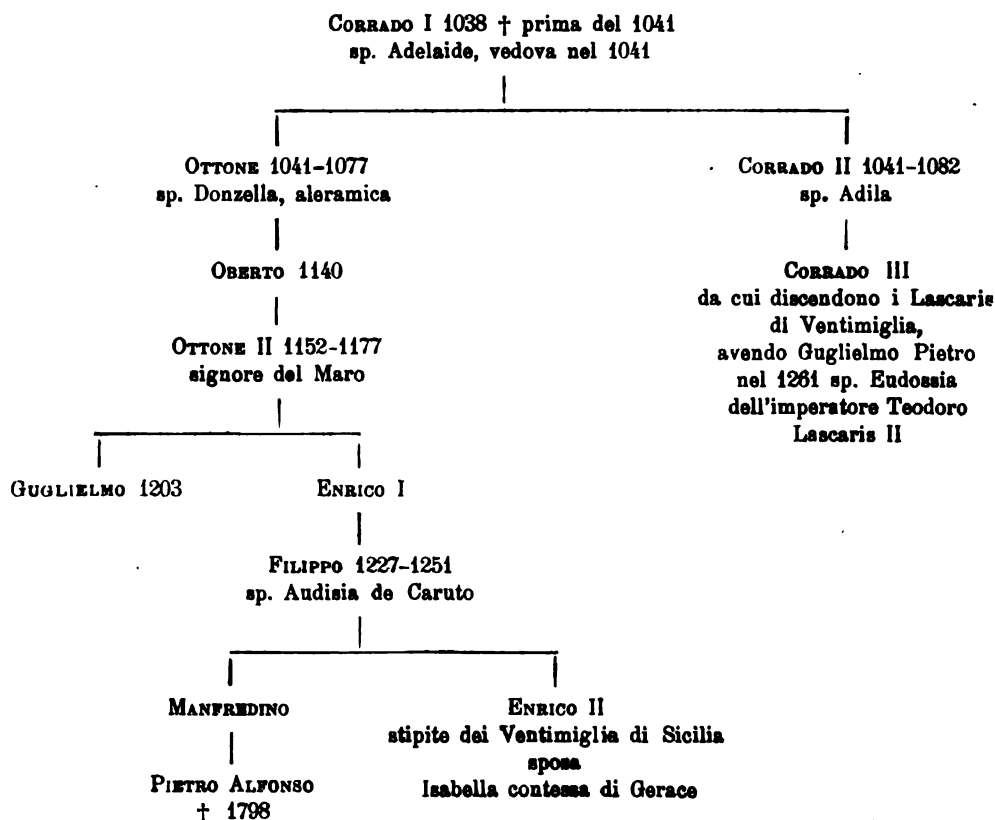 CORRADO I 1038 † prima del 1041
sp. Adelaide, vedova nel 1041
OTTONE 1041-1077
sp. Donzella, aleramica
CORRADO II 1041-1082
sp. Adila
OBERTO 1140
CORRADO III
da cui discendono i Lascaris
di Ventimiglia,
avendo Guglielmo Pietro
nel 1261 sp. Eudossia
dell'imperatore Teodoro
Lascaris II
OTTONE II 1152-1177
signore del Maro
GUGLIELMO 1203
ENRICO I
FILIPPO 1227-1251
sp. Audisia de Caruto
MANFREDINO
ENRICO II
stipite dei Ventimiglia di Sicilia
sposa
Isabella contessa di Gerace
PIETRO ALFONSO
† 1798